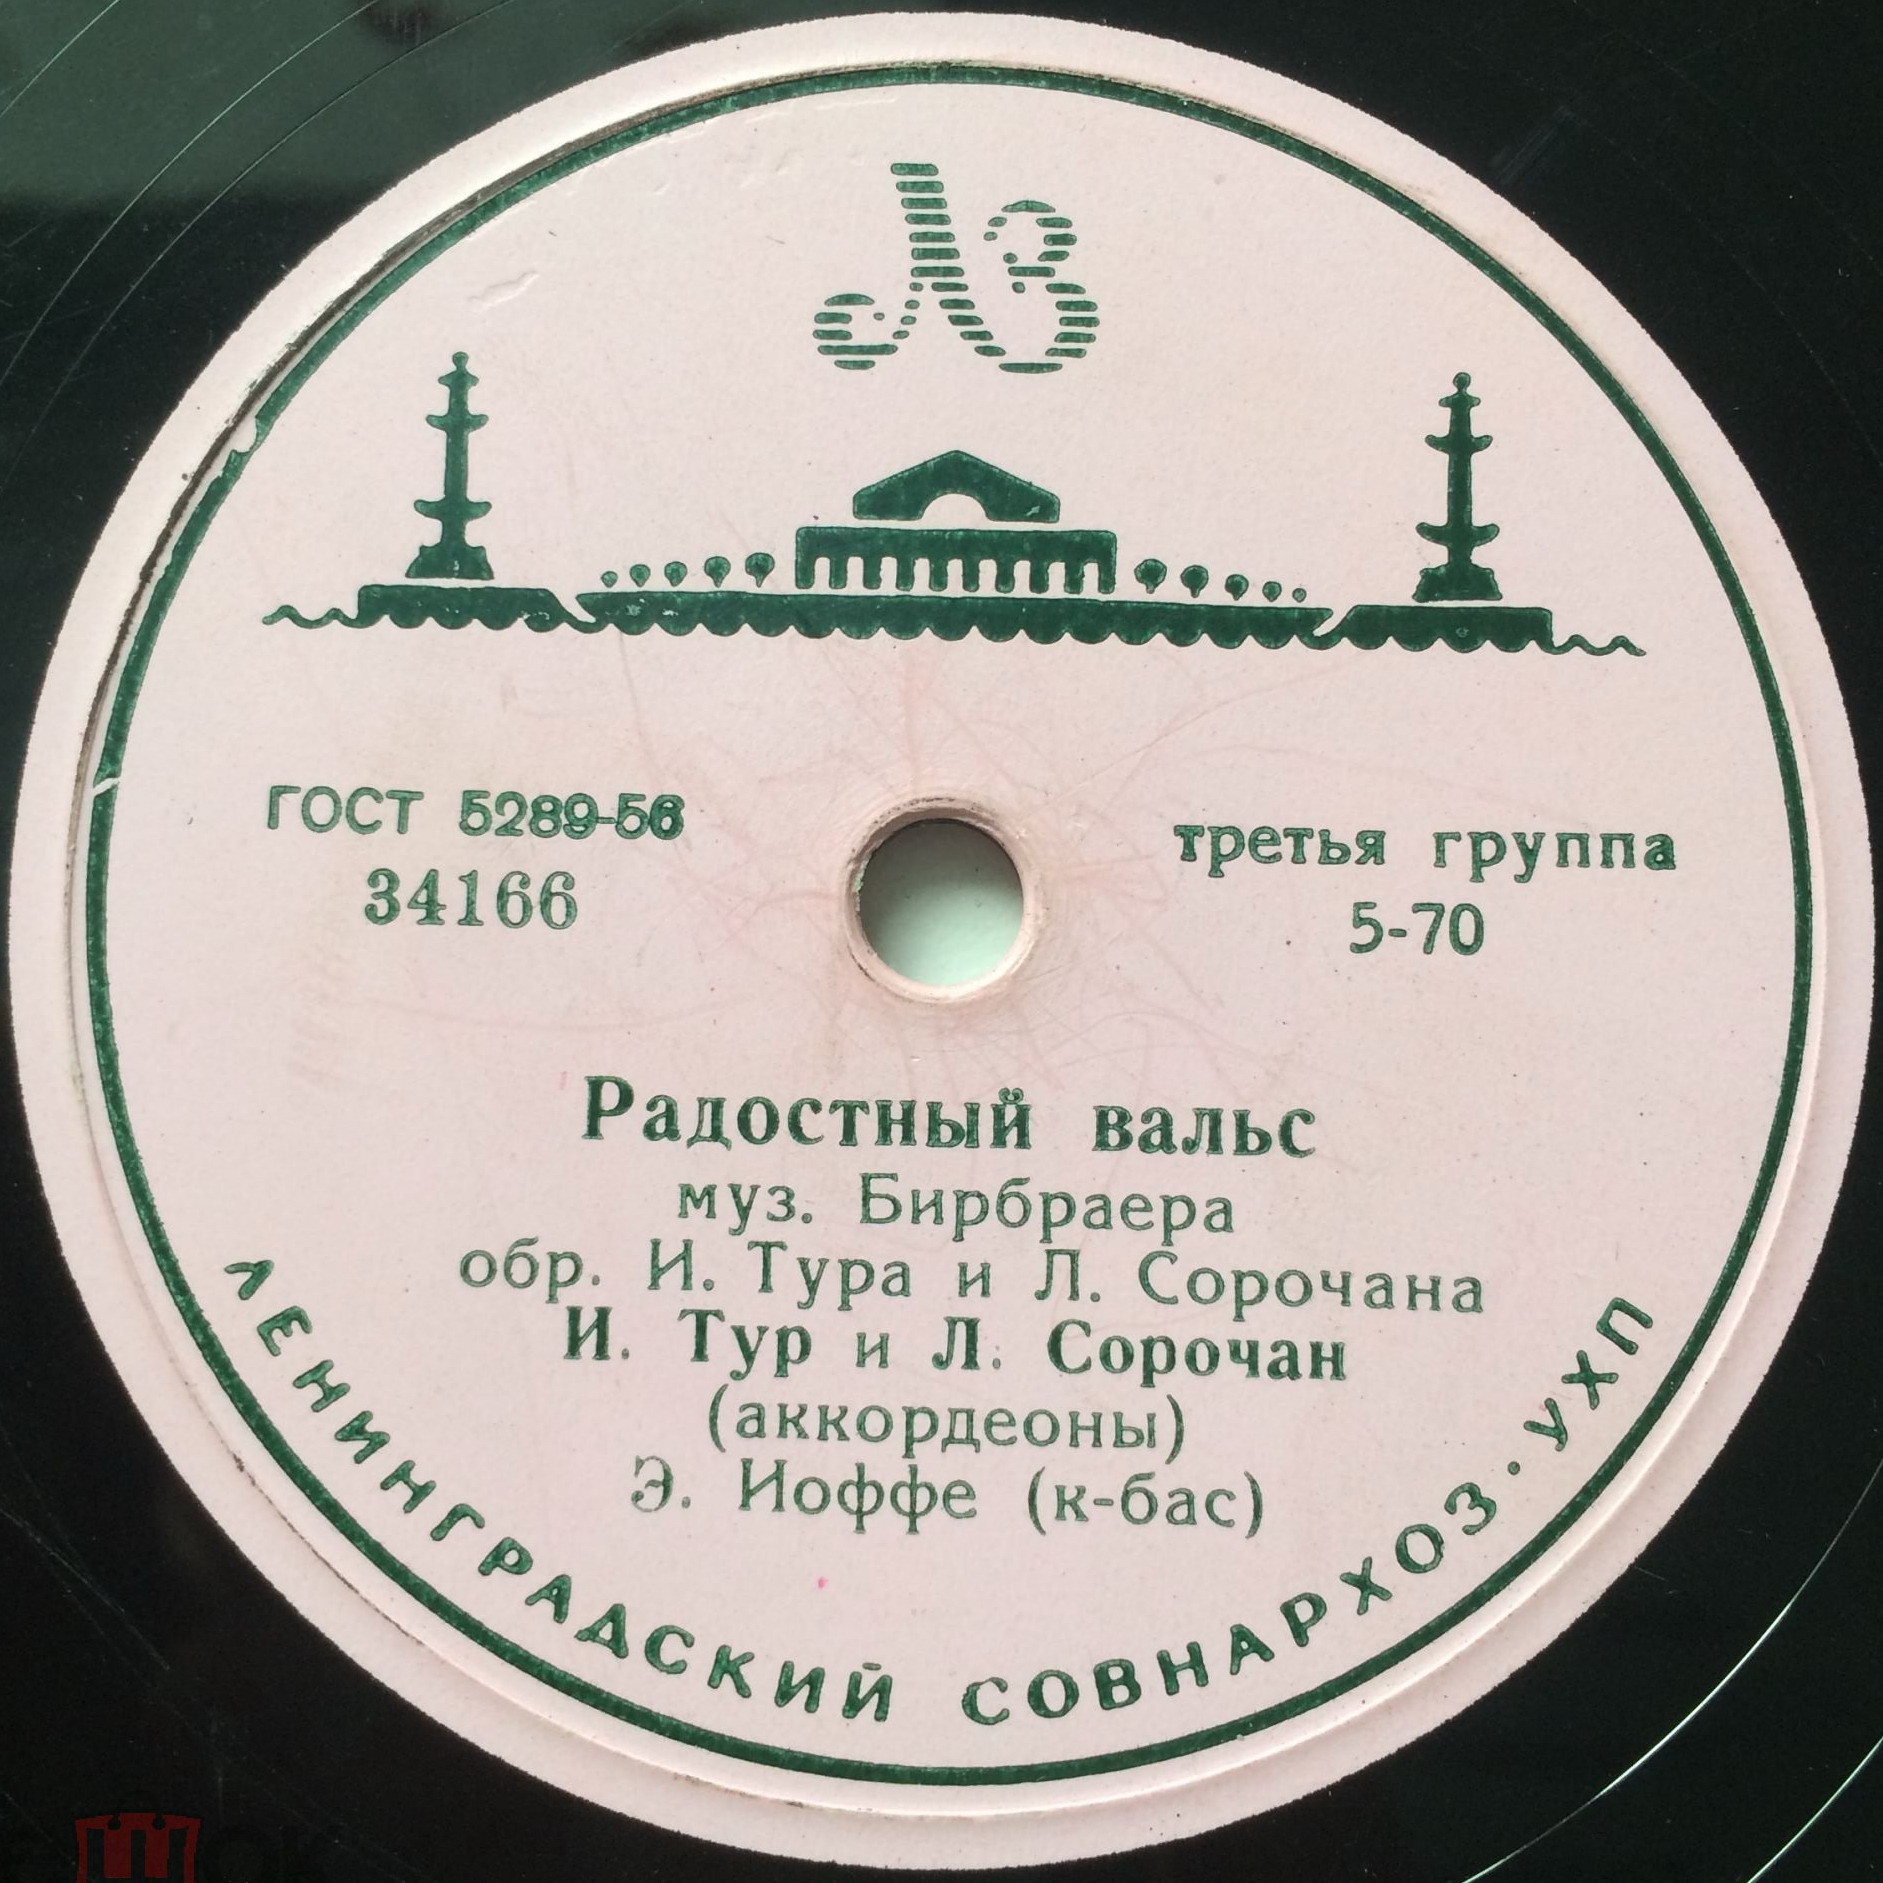 ЛЗ
ГОСТ 5289-56
34166
третья группа
5-70
Радостный вальс
муз. Бирбраера
обр. И. Тура и Л. Сорочана
И. Тур и Л. Сорочан
(аккордеоны)
Э. Иоффе (к-бас)
ЛЕНИНГРАДСКИЙ СОВНАРХОЗ · УХП